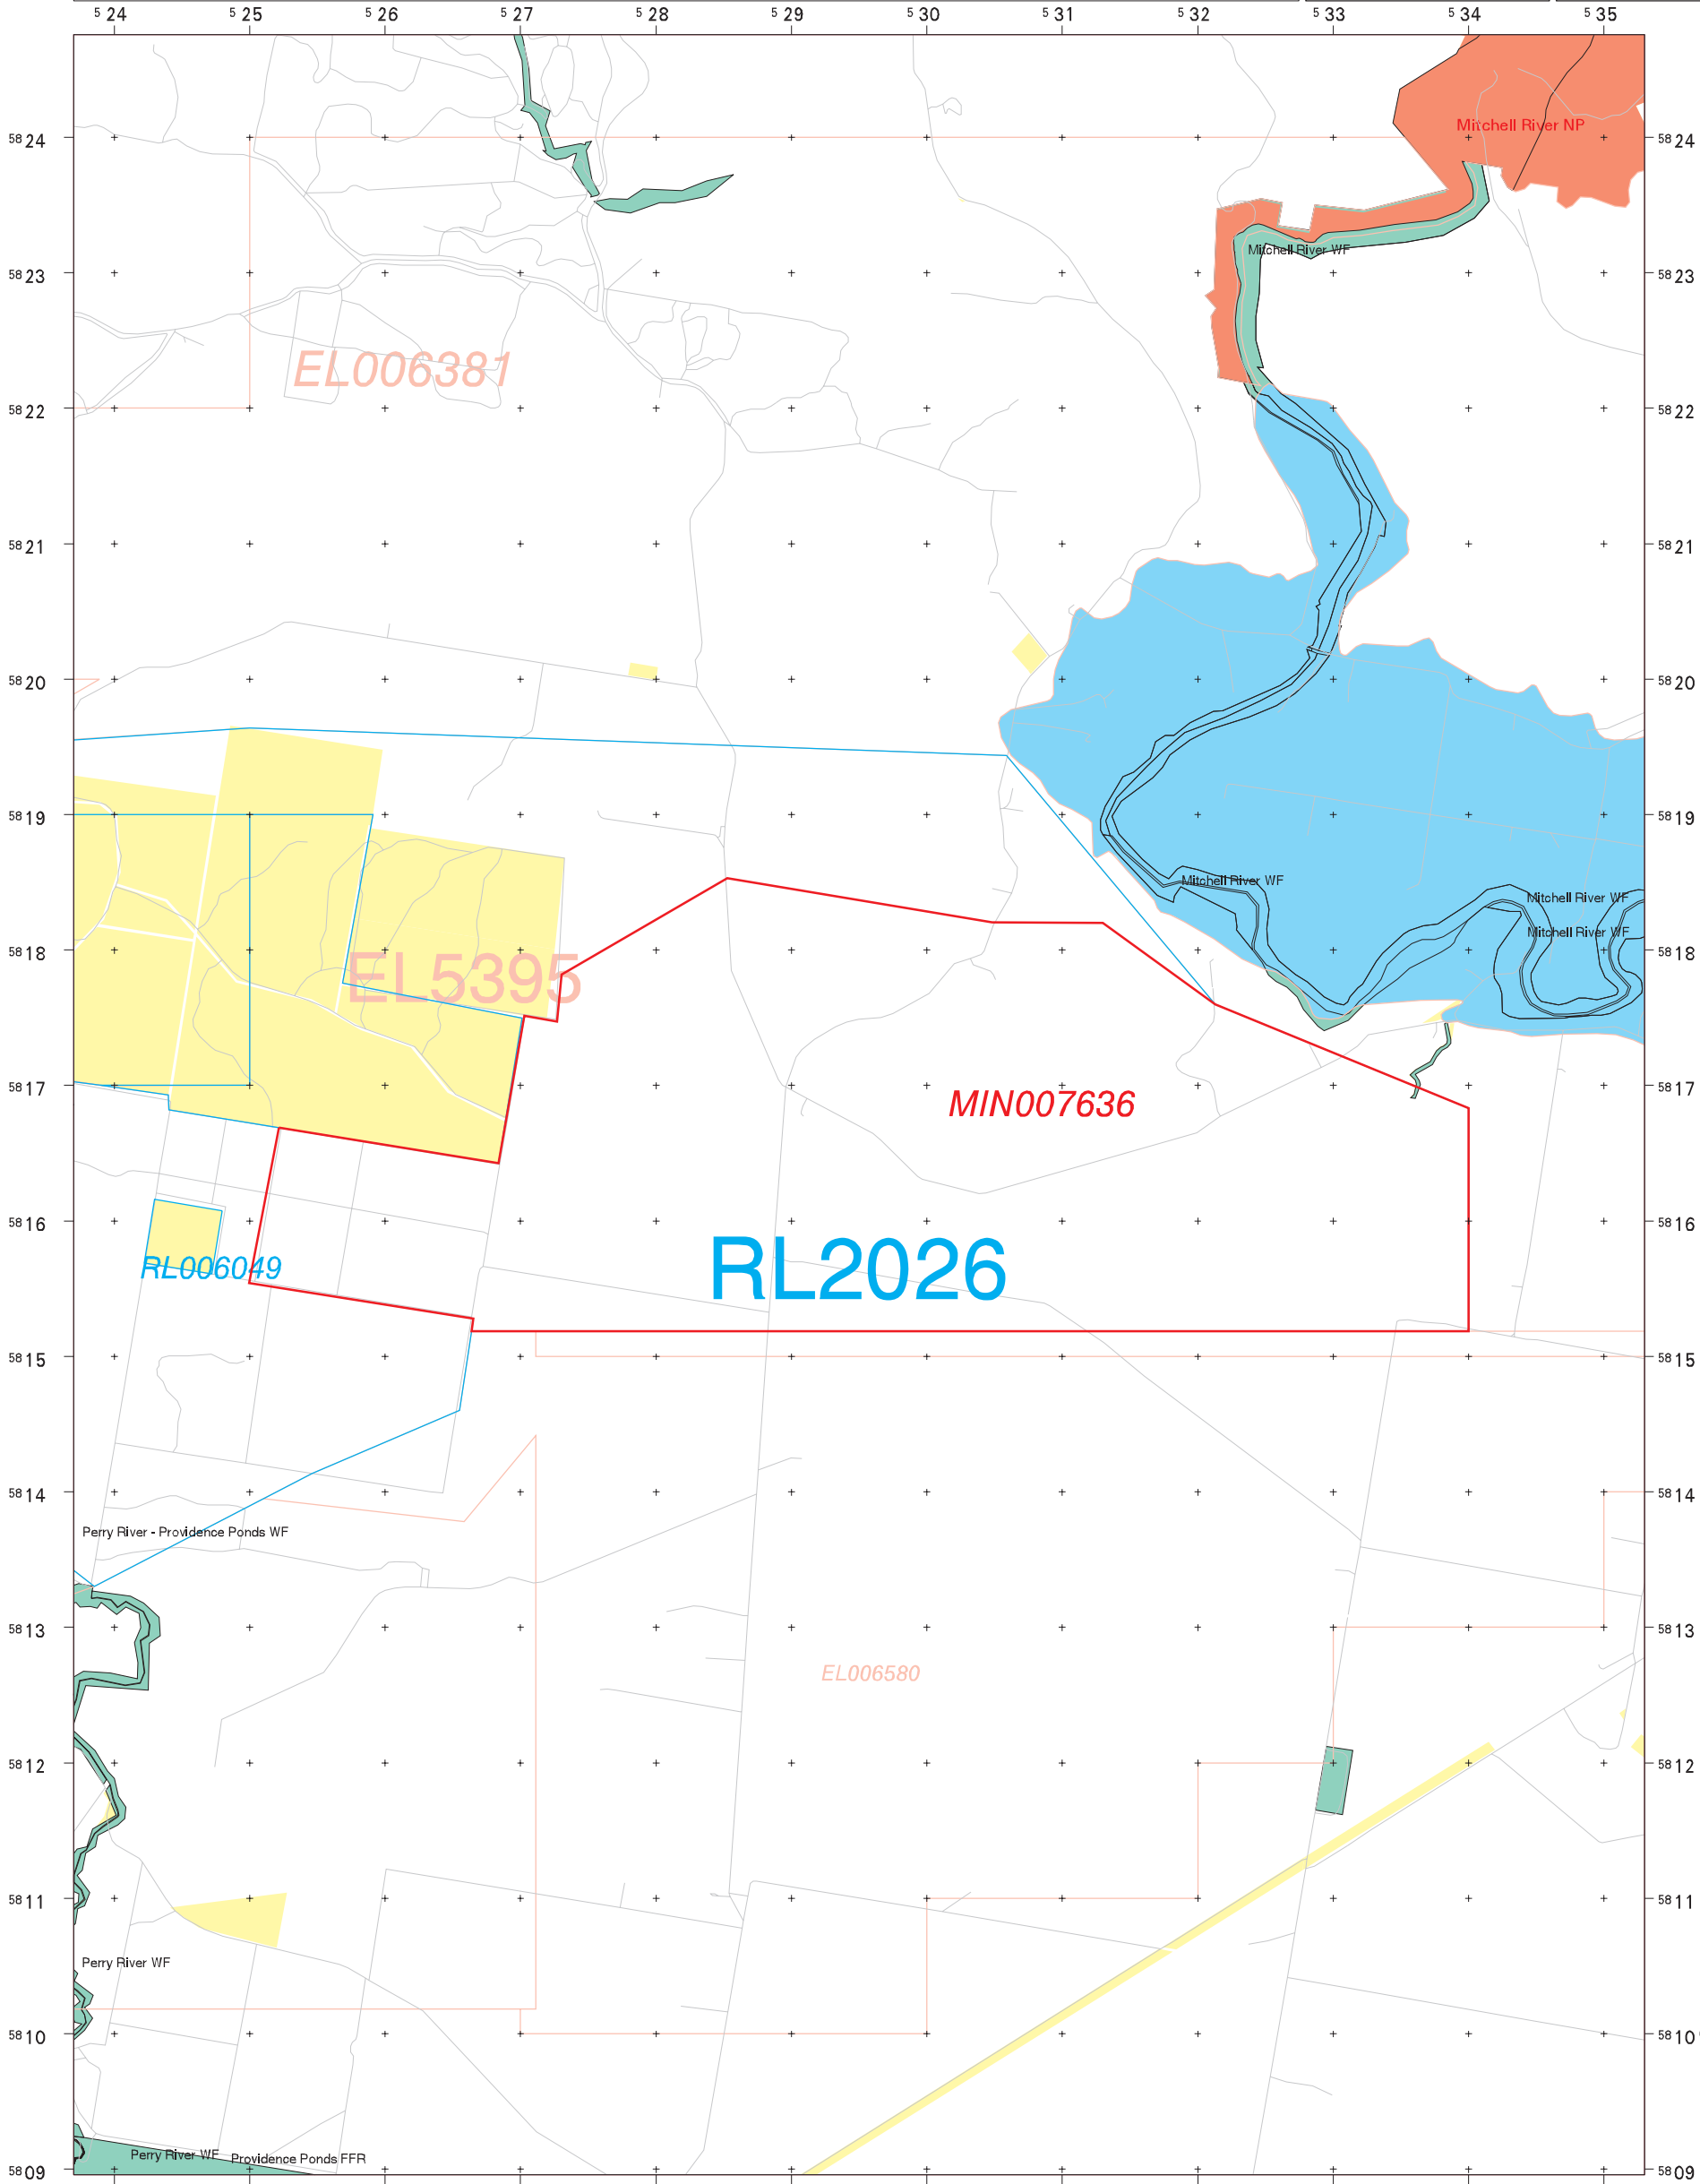 5 24 5 25 5 26 5 27 5 28 5 29 5 30 5 31 5 32 5 33 5 34 5 35
Mitchell River NP
58 24 58 24
Mitchell River WF
58 23 58 23
EL006381
58 22 58 22
58 21 58 21
58 20 58 20
58 19 58 19
Mitchell River WF
Mitchell River WF
Mitchell River WF
58 18 58 18
EL5395
58 17 58 17
MIN007636
58 16 58 16
RL006049
RL2026
58 15 58 15
58 14 58 14
Perry River - Providence Ponds WF
58 13 58 13
EL006580
58 12 58 12
58 11 58 11
Perry River WF
58 10 58 10
Perry River WF Providence Ponds FFR
58 09 58 09